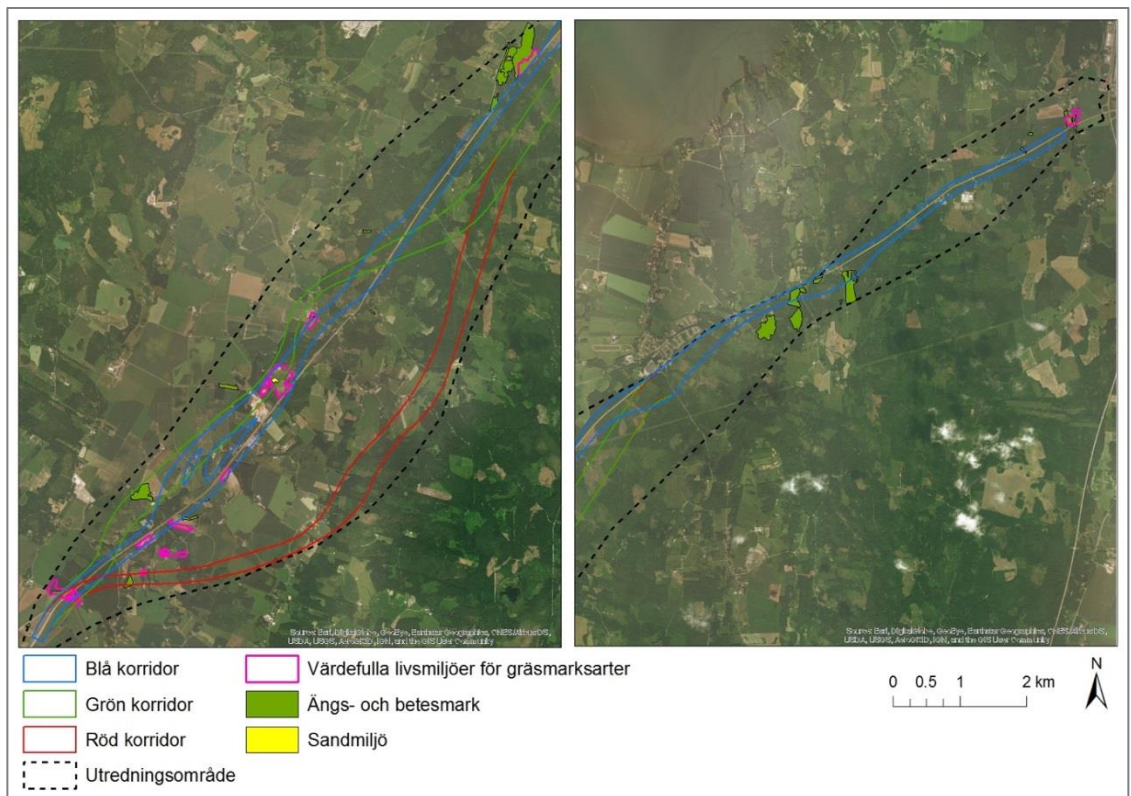 Blå korridor
Grön korridor
Röd korridor
Utredningsområde
Värdefulla livsmiljöer för gräsmarksarter
Ängs- och betesmark
Sandmiljö
0 0.5 1 2 km
N